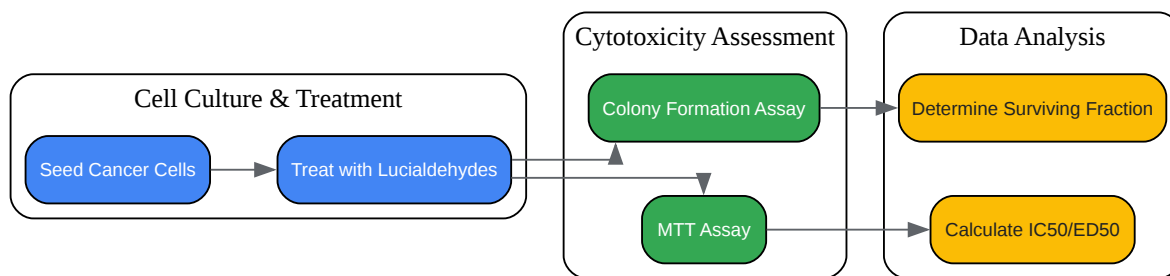 Cell Culture & Treatment
Seed Cancer Cells
Treat with Lucialdehydes
Cytotoxicity Assessment
Colony Formation Assay
MTT Assay
Data Analysis
Determine Surviving Fraction
Calculate IC50/ED50